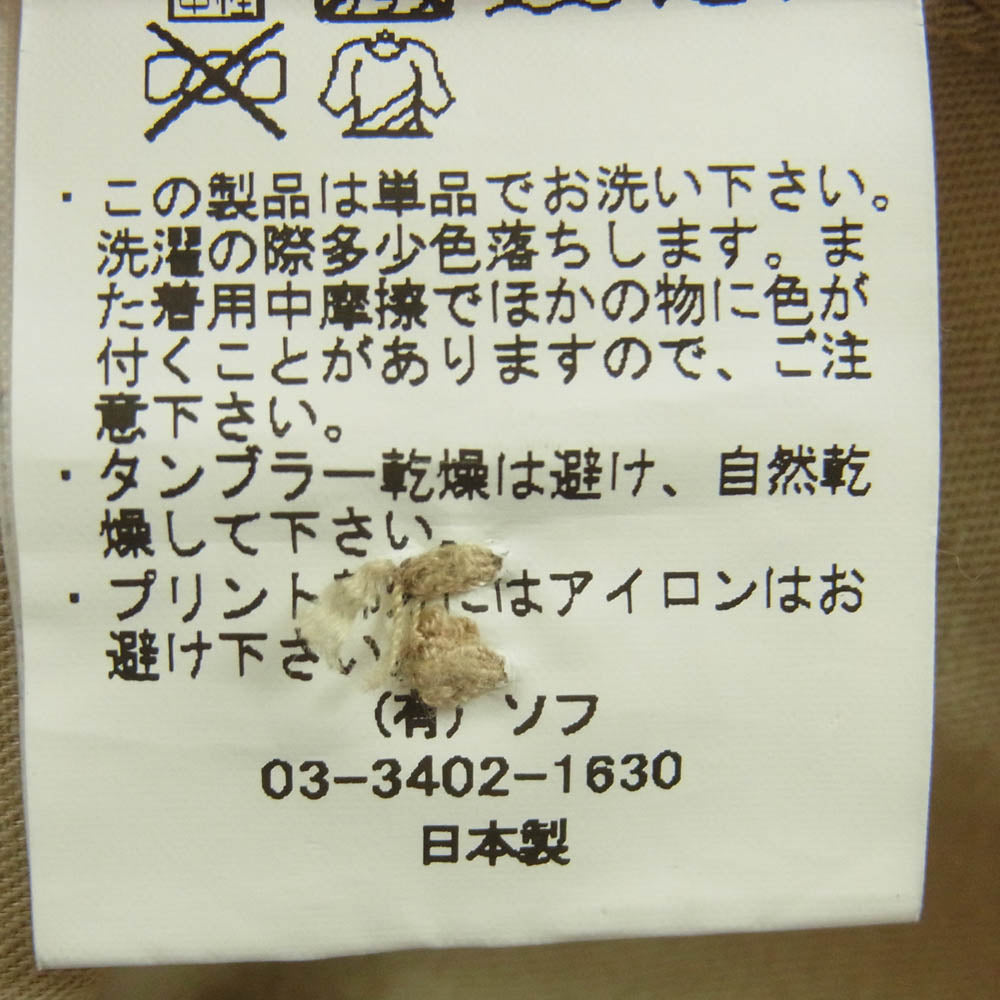 ・この製品は単品でお洗い下さい。
洗濯の際多少色落ちします。ま
た着用中摩擦でほかの物に色が
付くことがありますので、ご注
意下さい。
・タンブラー乾燥は避け、自然乾
燥して下さい。
・プリント にはアイロンはお
避け下さい
(有) ソフ
03-3402-1630
日本製